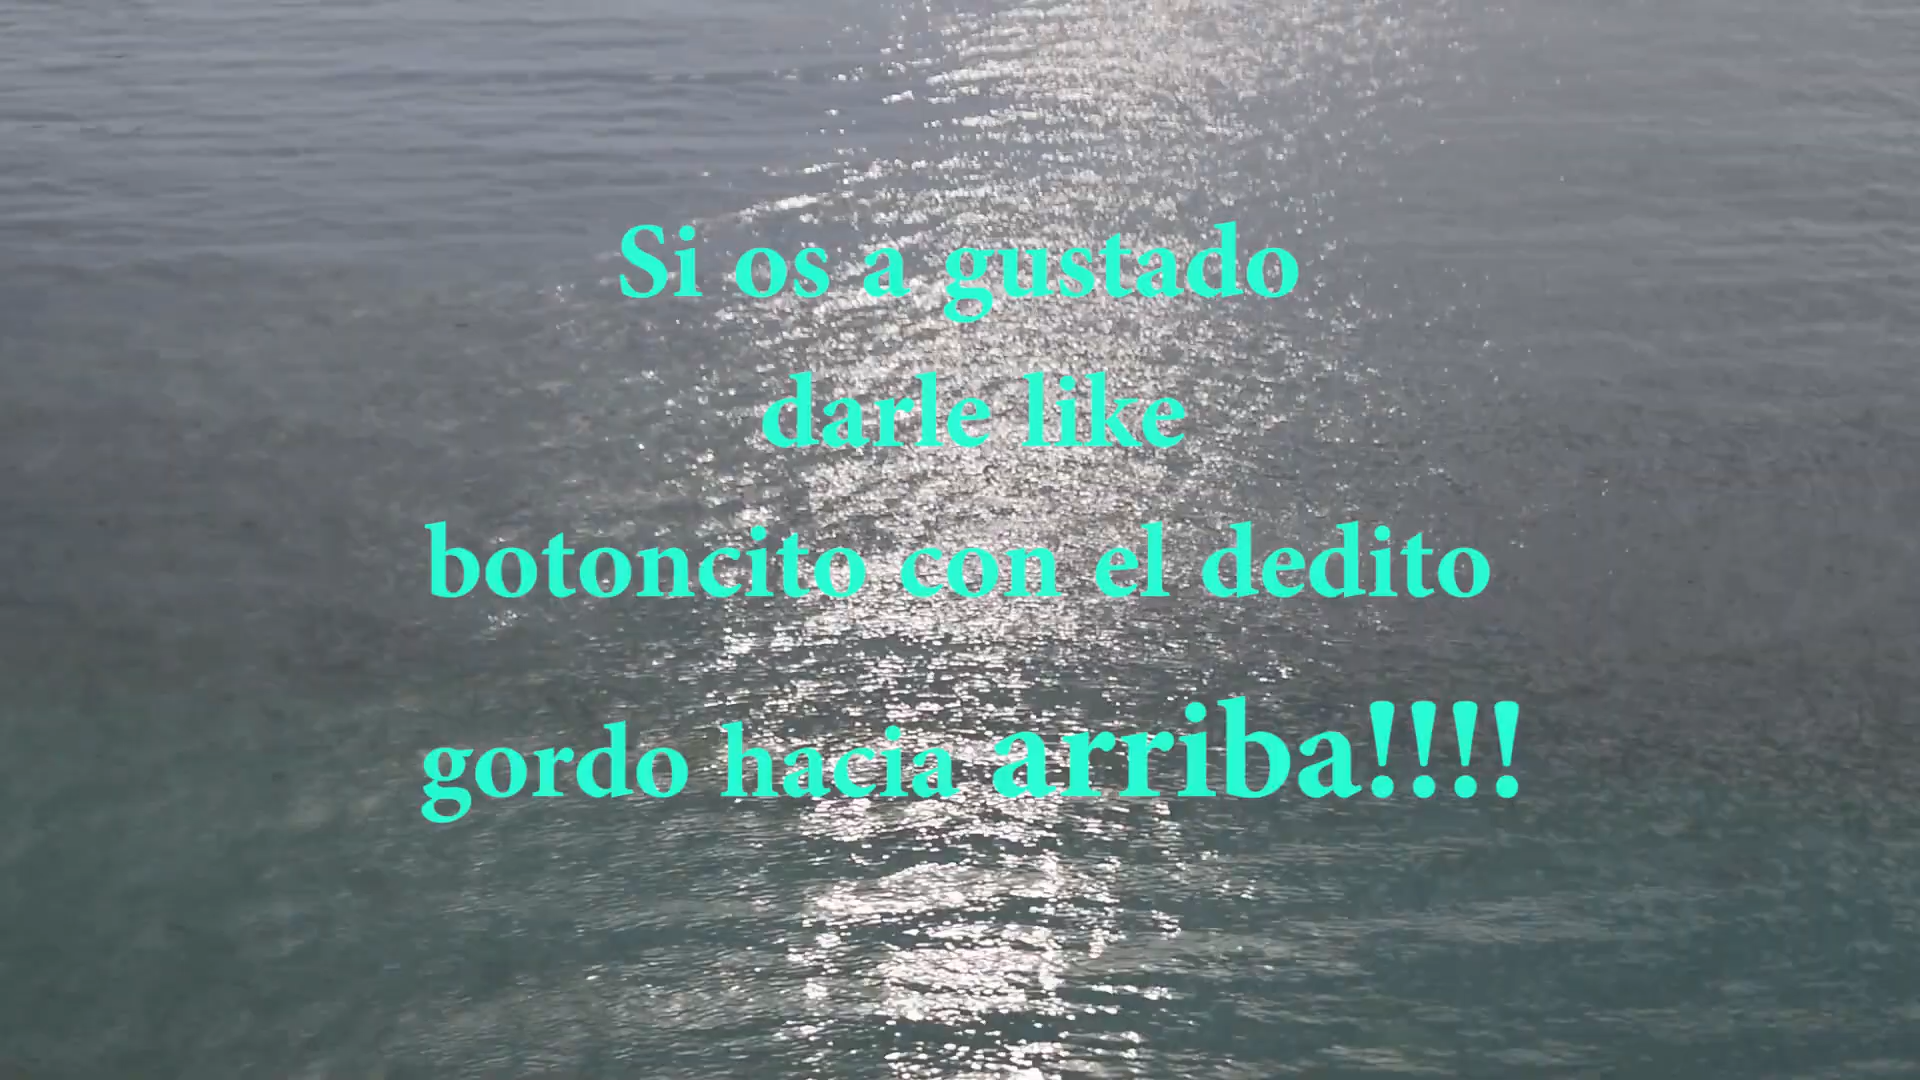 Si os a gustado
darle like
botoncito con el dedito
gordo hacia arriba!!!!